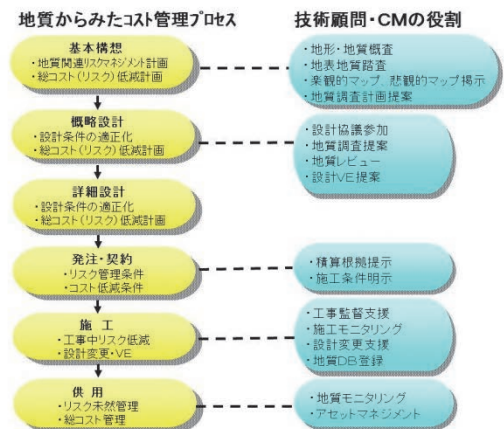 地質からみたコスト管理プロセス
基本構想
・地質関連リスクマネジメント計画
・総コスト(リスク)低減計画
概略設計
・設計条件の適正化
・総コスト(リスク)低減計画
詳細設計
・設計条件の適正化
・総コスト(リスク)低減計画
発注・契約
・リスク管理条件
・コスト低減条件
施 工
・工事中リスク低減
・設計変更・VE
供 用
・リスク未然管理
・総コスト管理
技術顧問・CMの役割
・地形・地質概査
・地表地質踏査
・楽観的マップ、悲観的マップ掲示
・地質調査計画提案
・設計協議参加
・地質調査提案
・地質レビュー
・設計VE提案
・積算根拠提示
・施工条件明示
・工事監督支援
・施工モニタリング
・設計変更支援
・地質DB登録
・地質モニタリング
・アセットマネジメント